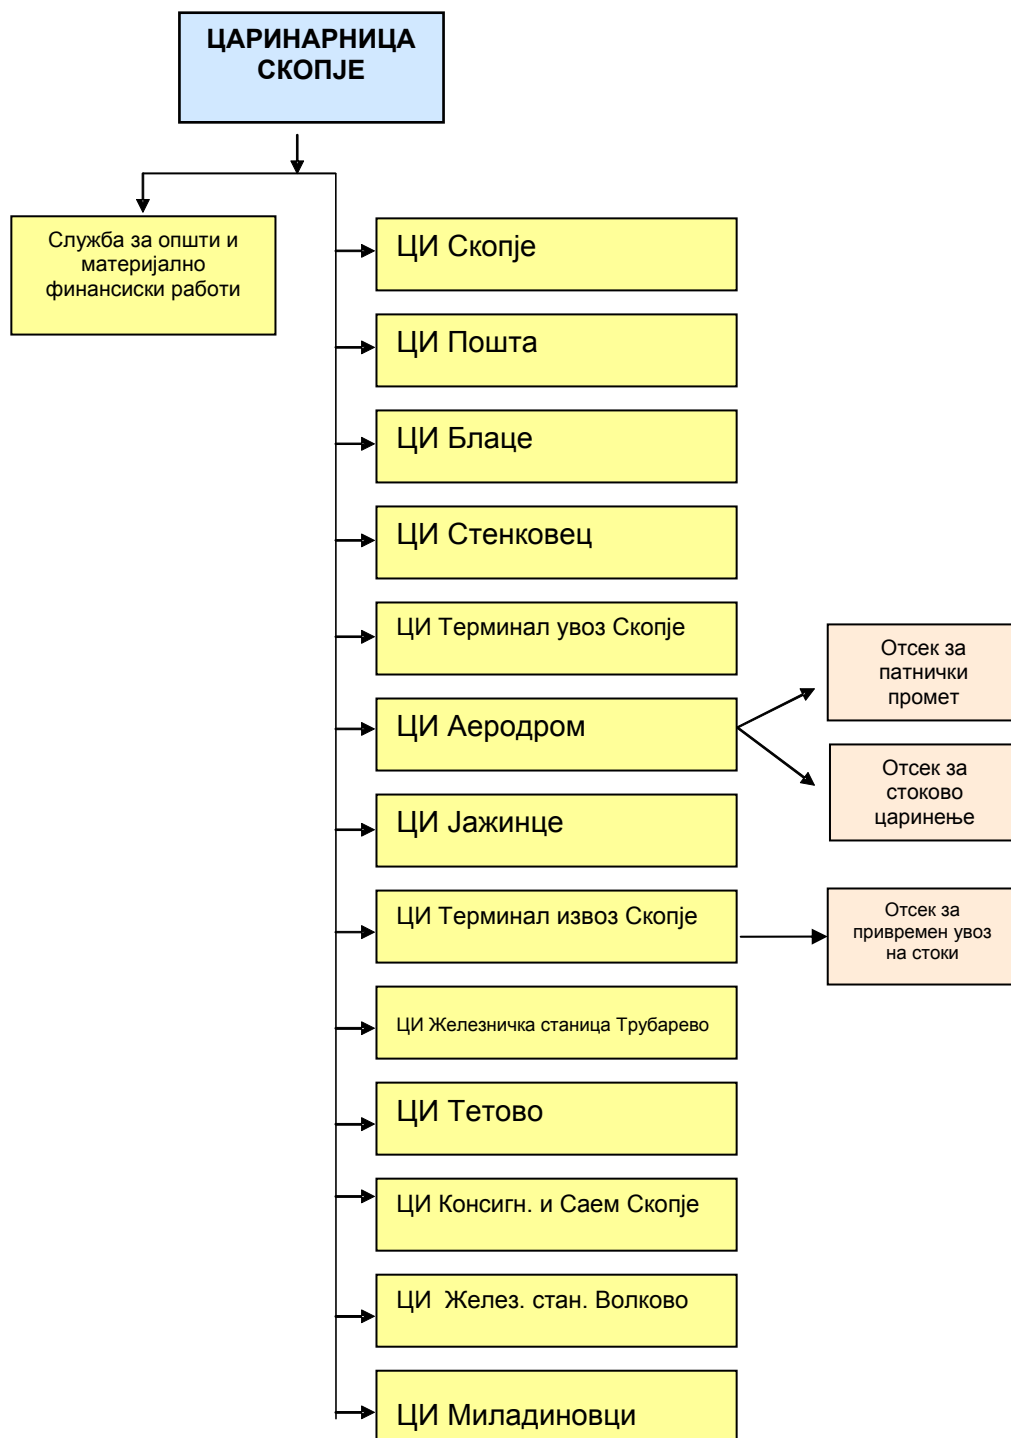 ЦАРИНАРНИЦА
СКОПЈЕ
Служба за општи и
материјално
финансиски работи
ЦИ Скопје
ЦИ Пошта
ЦИ Блаце
ЦИ Стенковец
ЦИ Терминал увоз Скопје
ЦИ Аеродром
Отсек за
патнички
промет
Отсек за
стоково
царинење
ЦИ Јажинце
ЦИ Терминал извоз Скопје
Отсек за
привремен увоз
на стоки
ЦИ Железничка станица Трубарево
ЦИ Тетово
ЦИ Консигн. и Саем Скопје
ЦИ Желез. стан. Волково
ЦИ Миладиновци